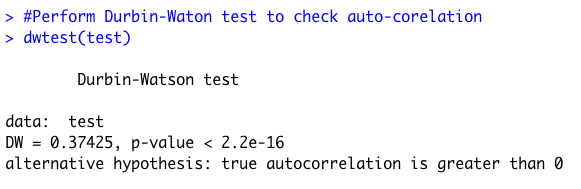 > #Perform Durbin-Waton test to check auto-corelation
> dwtest(test)
Durbin-Watson test
data:  test
DW = 0.37425, p-value < 2.2e-16
alternative hypothesis: true autocorrelation is greater than 0